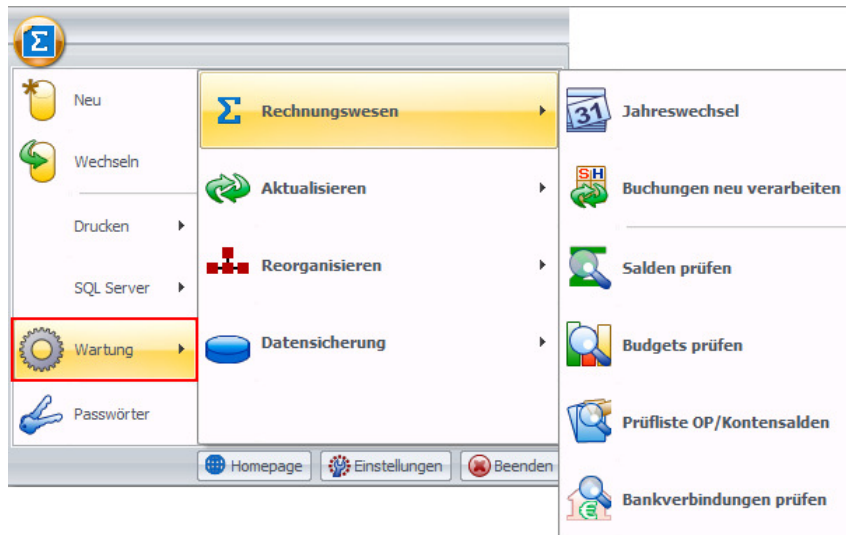 Σ
Neu
Wechseln
Drucken
SQL Server
Wartung
Passwörter
Σ Rechnungswesen
Aktualisieren
Reorganisieren
Datensicherung
31 Jahreswechsel
SH Buchungen neu verarbeiten
Salden prüfen
Budgets prüfen
Prüfliste OP/Kontensalden
€ Bankverbindungen prüfen
Homepage
Einstellungen
Beenden